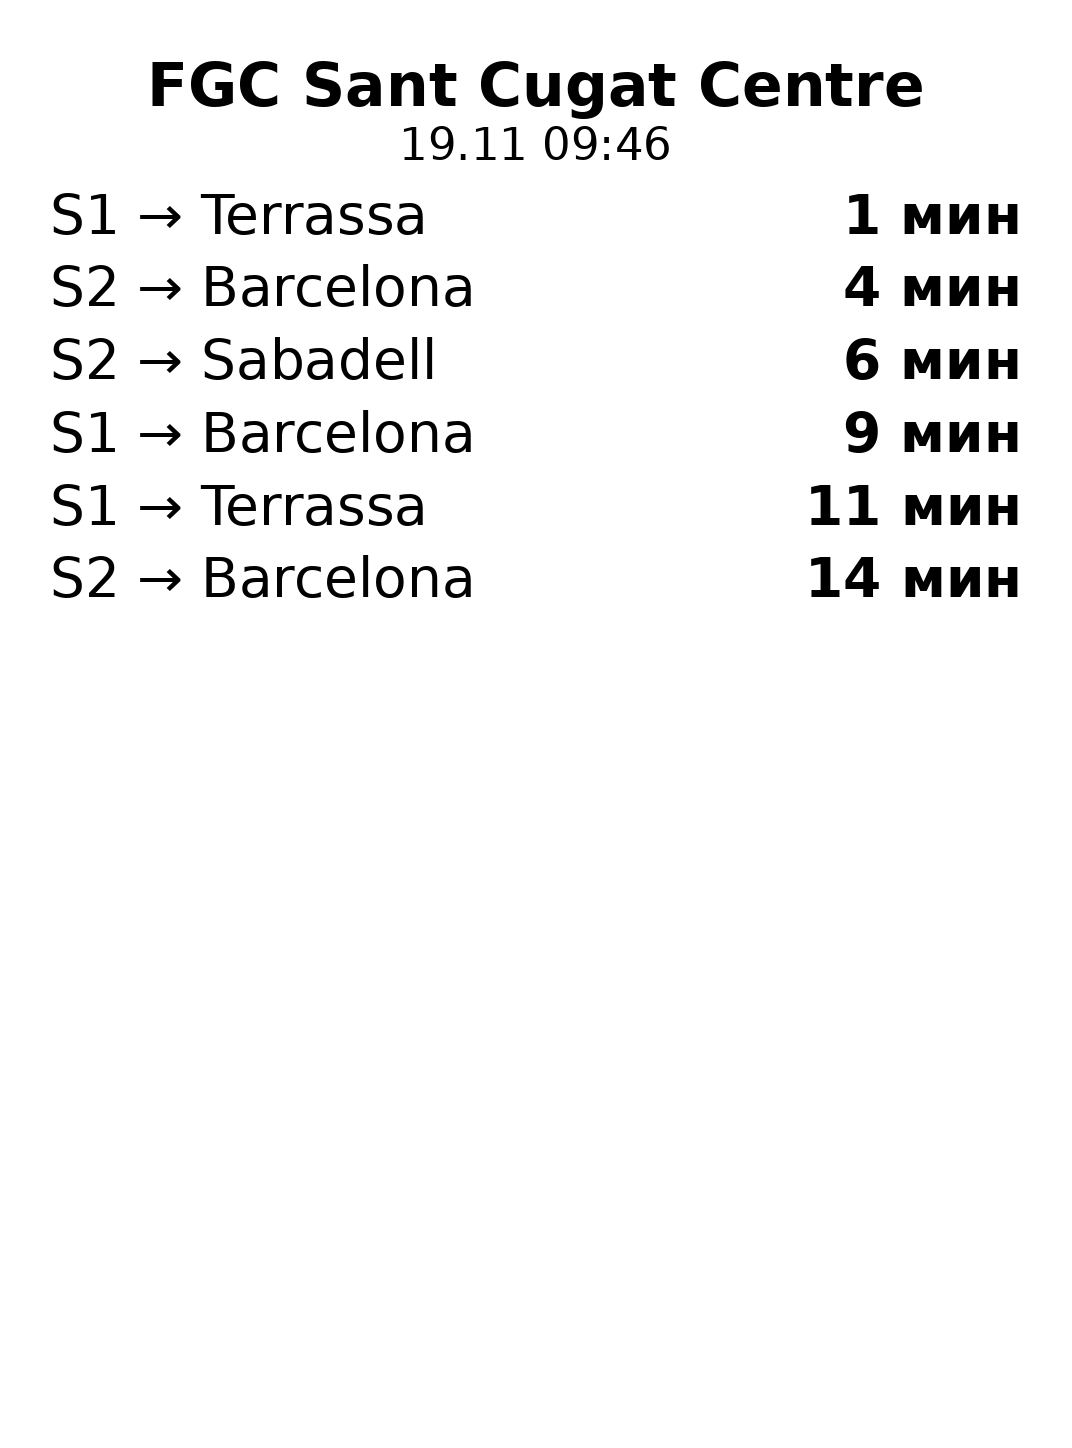 FGC Sant Cugat Centre
19.11 09:46
S1 → Terrassa 1 мин
S2 → Barcelona 4 мин
S2 → Sabadell 6 мин
S1 → Barcelona 9 мин
S1 → Terrassa 11 мин
S2 → Barcelona 14 мин